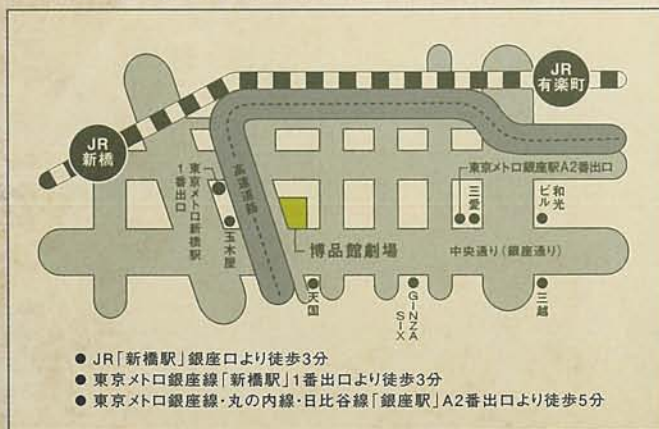 JR
有楽町
JR
新橋
東京メトロ新橋駅
1番出口
高速道路
東京メトロ銀座駅A2番出口
玉木屋
三愛
和光
ビル
博品館劇場
中央通り(銀座通り)
天国
GINZA
SIX
三越
● JR「新橋駅」銀座口より徒歩3分
● 東京メトロ銀座線「新橋駅」1番出口より徒歩3分
● 東京メトロ銀座線・丸の内線・日比谷線「銀座駅」A2番出口より徒歩5分